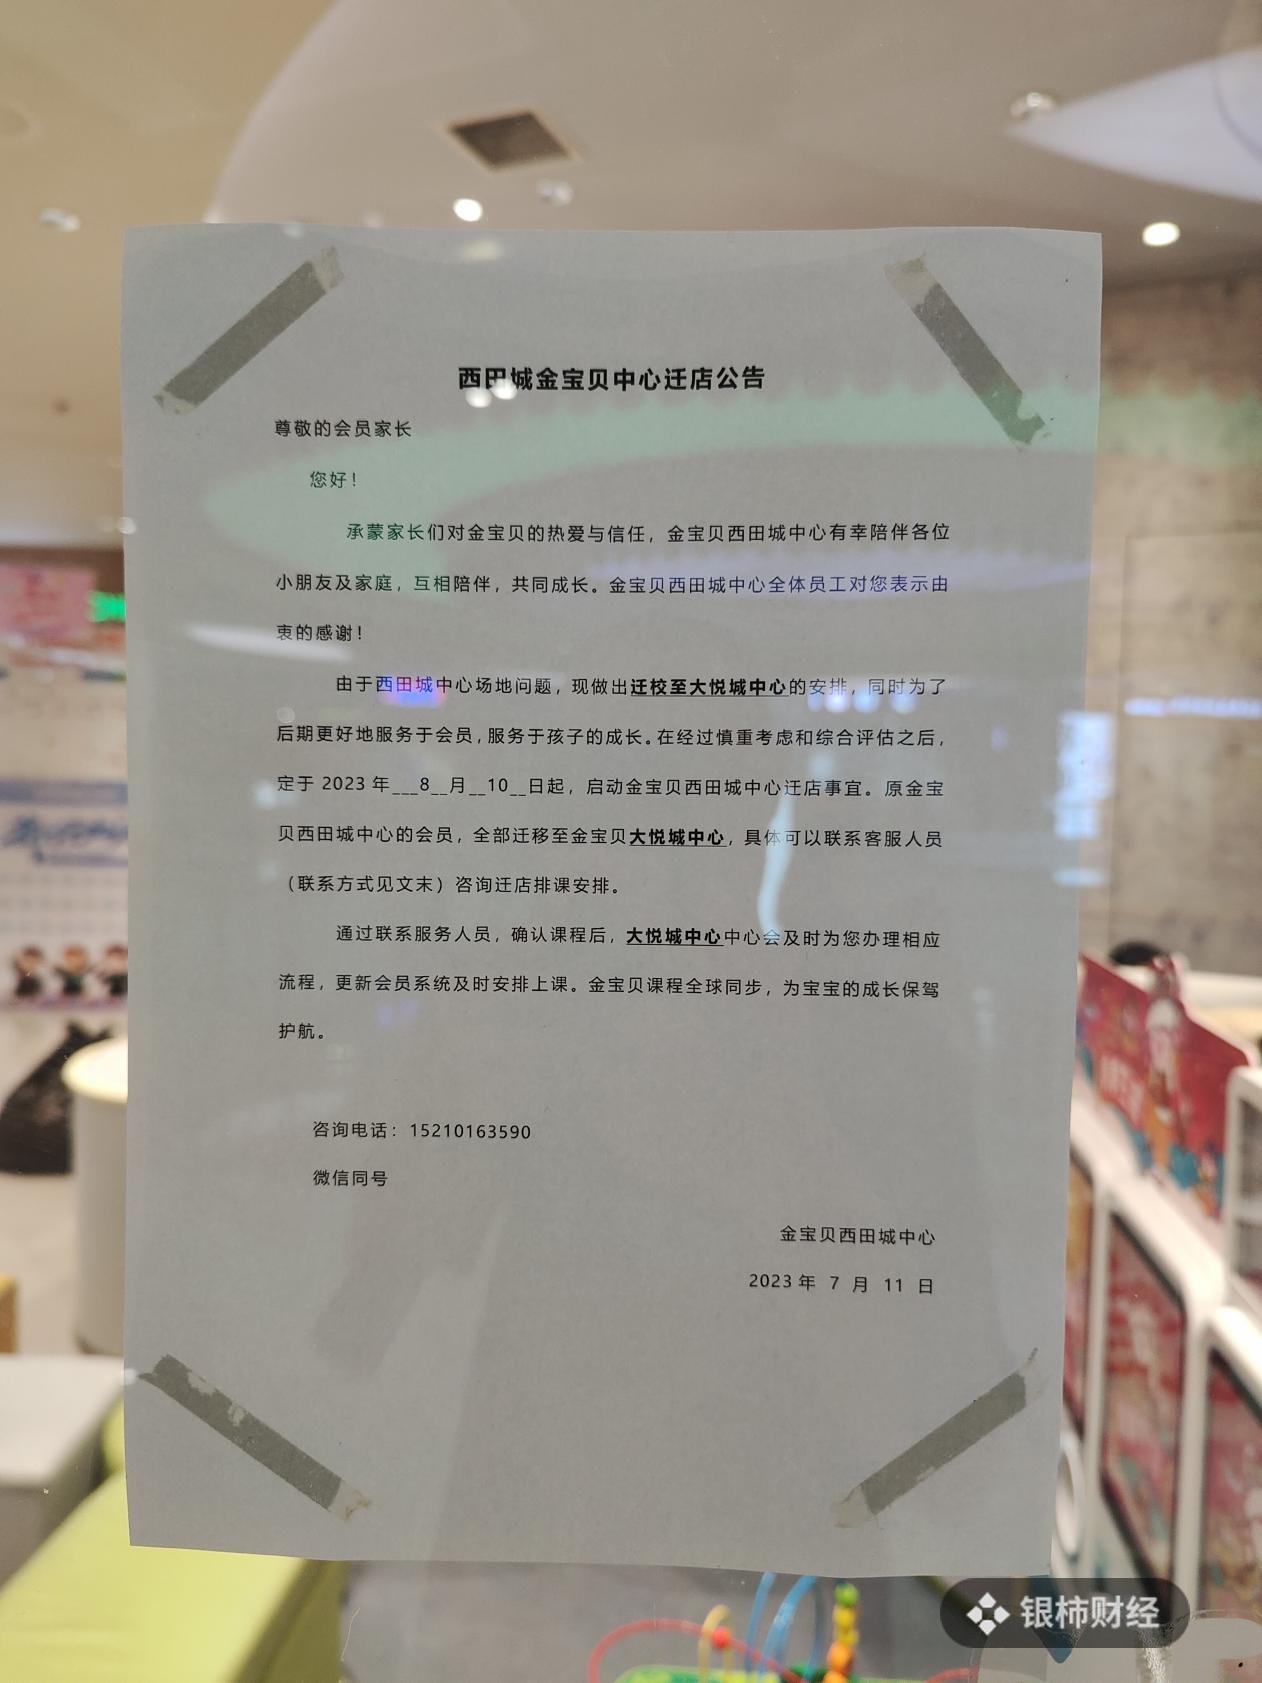 西田城金宝贝中心迁店公告
尊敬的会员家长
您好！
承蒙家长们对金宝贝的热爱与信任，金宝贝西田城中心有幸陪伴各位
小朋友及家庭，互相陪伴，共同成长。金宝贝西田城中心全体员工对您表示由
衷的感谢！
由于西田城中心场地问题，现做出迁校至大悦城中心的安排，同时为了
后期更好地服务于会员，服务于孩子的成长。在经过慎重考虑和综合评估之后，
定于 2023 年___8__月__10__日起，启动金宝贝西田城中心迁店事宜。原金宝
贝西田城中心的会员，全部迁移至金宝贝大悦城中心，具体可以联系客服人员
（联系方式见文末）咨询迁店排课安排。
通过联系服务人员，确认课程后，大悦城中心中心会及时为您办理相应
流程，更新会员系统及时安排上课。金宝贝课程全球同步，为宝宝的成长保驾
护航。
咨询电话：15210163590
微信同号
金宝贝西田城中心
2023 年 7 月 11 日
银柿财经